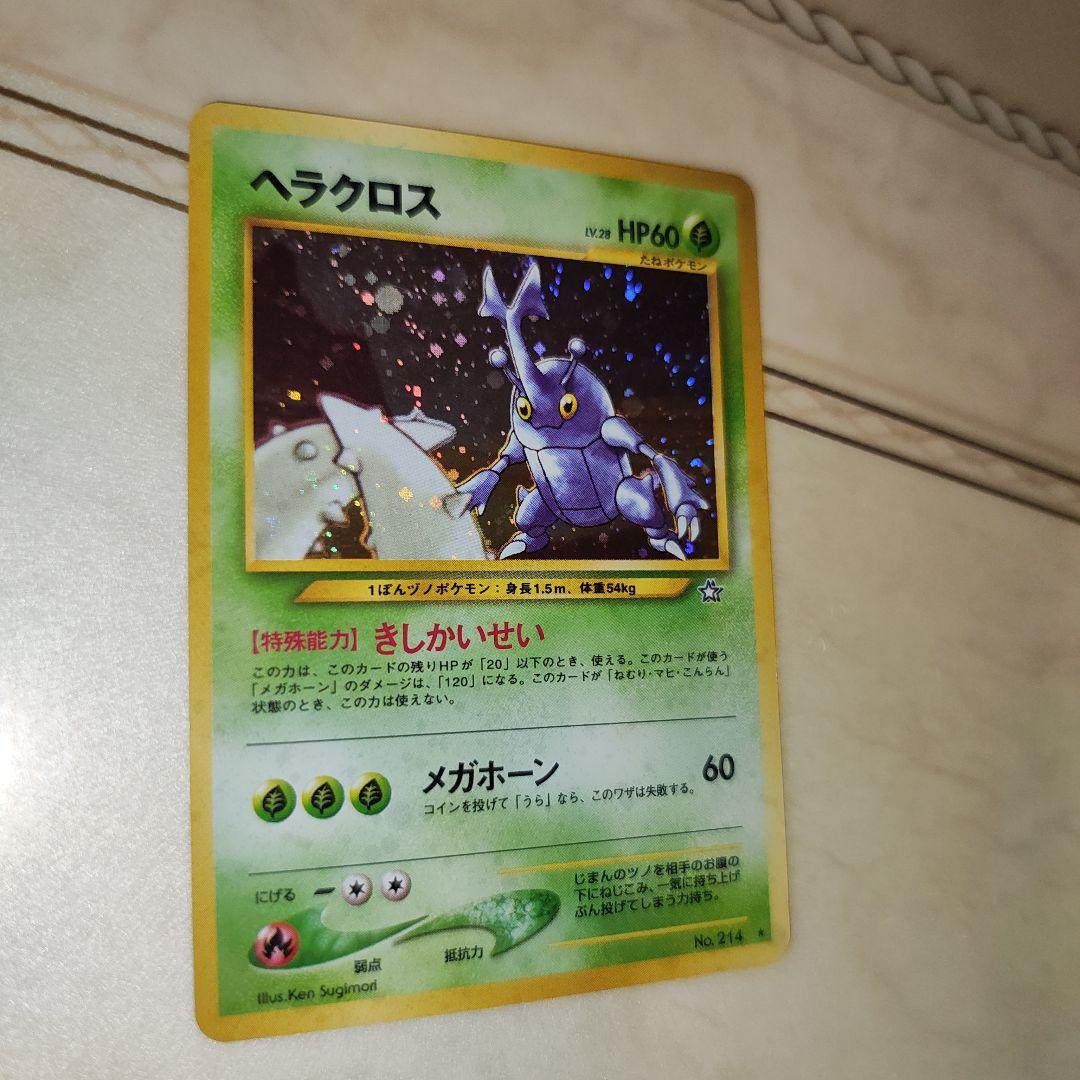 ヘラクロス
LV.28 HP60
たねポケモン
1ぽんヅノポケモン：身長1.5m、体重54kg
【特殊能力】きしかいせい
この力は、このカードの残りHPが「20」以下のとき、使える。このカードが使う
「メガホーン」のダメージは、「120」になる。このカードが「ねむり・マヒ・こんらん」
状態のとき、この力は使えない。
メガホーン 60
コインを投げて「うら」なら、このワザは失敗する。
にげる
じまんのツノを相手のお腹の
下にねじこみ、一気に持ち上げ
ぶん投げてしまう力持ち。
弱点
抵抗力
No. 214 ★
Illus. Ken Sugimori